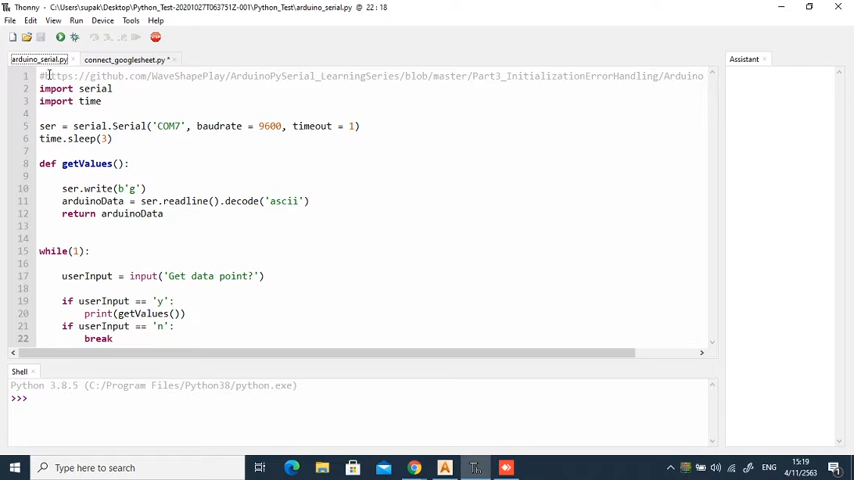 Thonny - C:\Users\supak\Desktop\Python_Test-20201027T063751Z-001\Python_Test\arduino_serial.py @ 22 : 18
File Edit View Run Device Tools Help
arduino_serial.py × connect_googlesheet.py * ×
Assistant ×
1 #https://github.com/WaveShapePlay/ArduinoPySerial_LearningSeries/blob/master/Part3_InitializationErrorHandling/Arduino
2 import serial
3 import time
4
5 ser = serial.Serial('COM7', baudrate = 9600, timeout = 1)
6 time.sleep(3)
7
8 def getValues():
9
10 ser.write(b'g')
11 arduinoData = ser.readline().decode('ascii')
12 return arduinoData
13
14
15 while(1):
16
17 userInput = input('Get data point?')
18
19 if userInput == 'y':
20 print(getValues())
21 if userInput == 'n':
22 break
Shell ×
Python 3.8.5 (C:/Program Files/Python38/python.exe)
>>>
Type here to search
Th
ENG
15:19
4/11/2563
1